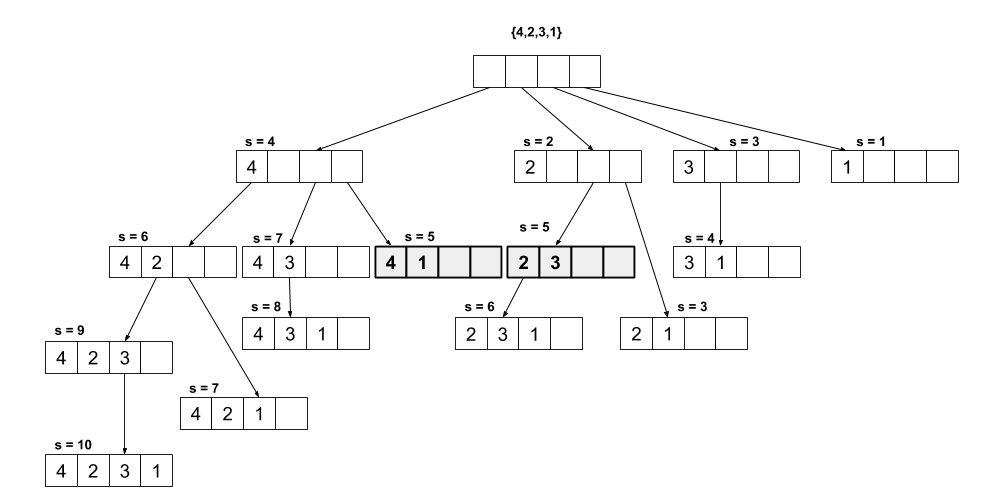 {4,2,3,1}
s = 4
4
s = 2
2
s = 3
3
s = 1
1
s = 6
4 2
s = 7
4 3
s = 5
4 1
s = 5
2 3
s = 4
3 1
s = 8
4 3 1
s = 6
2 3 1
s = 3
2 1
s = 9
4 2 3
s = 7
4 2 1
s = 10
4 2 3 1